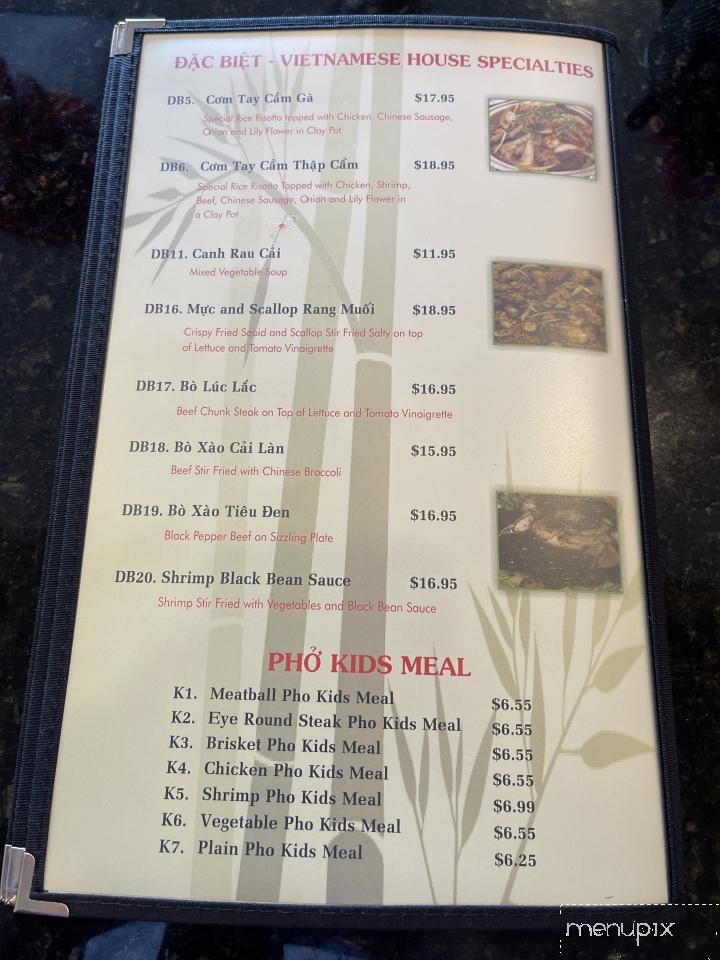 ĐẶC BIỆT - VIETNAMESE HOUSE SPECIALTIES
DB5. Cơm Tay Cầm Gà $17.95
Special Rice Risotto topped with Chicken, Chinese Sausage,
Onion and Lily Flower in Clay Pot
DB6. Cơm Tay Cầm Thập Cẩm $18.95
Special Rice Risotto Topped with Chicken, Shrimp,
Beef, Chinese Sausage, Onion and Lily Flower in
a Clay Pot
DB11. Canh Rau Cải $11.95
Mixed Vegetable Soup
DB16. Mực and Scallop Rang Muối $18.95
Crispy Fried Squid and Scallop Stir Fried Salty on top
of Lettuce and Tomato Vinaigrette
DB17. Bò Lúc Lắc $16.95
Beef Chunk Steak on Top of Lettuce and Tomato Vinaigrette
DB18. Bò Xào Cải Làn $15.95
Beef Stir Fried with Chinese Broccoli
DB19. Bò Xào Tiêu Đen $16.95
Black Pepper Beef on Sizzling Plate
DB20. Shrimp Black Bean Sauce $16.95
Shrimp Stir Fried with Vegetables and Black Bean Sauce
PHỞ KIDS MEAL
K1. Meatball Pho Kids Meal $6.55
K2. Eye Round Steak Pho Kids Meal $6.55
K3. Brisket Pho Kids Meal $6.55
K4. Chicken Pho Kids Meal $6.55
K5. Shrimp Pho Kids Meal $6.99
K6. Vegetable Pho Kids Meal $6.55
K7. Plain Pho Kids Meal $6.25
menupix